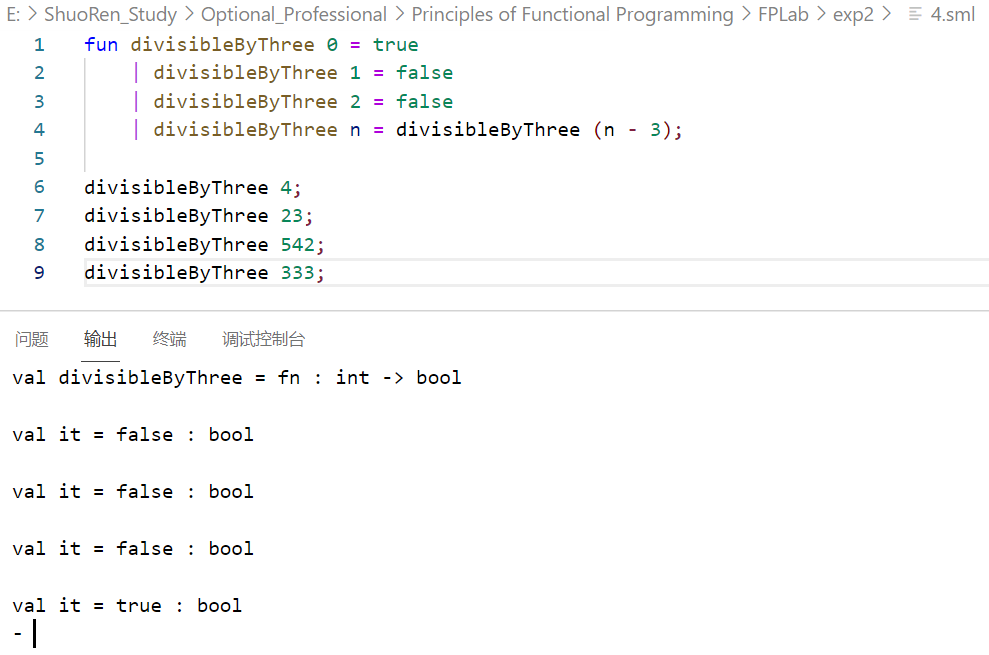 E: > ShuoRen_Study > Optional_Professional > Principles of Functional Programming > FPLab > exp2 > 4.sml
1 fun divisibleByThree 0 = true
2 | divisibleByThree 1 = false
3 | divisibleByThree 2 = false
4 | divisibleByThree n = divisibleByThree (n - 3);
5
6 divisibleByThree 4;
7 divisibleByThree 23;
8 divisibleByThree 542;
9 divisibleByThree 333;
问题 输出 终端 调试控制台
val divisibleByThree = fn : int -> bool
val it = false : bool
val it = false : bool
val it = false : bool
val it = true : bool
-